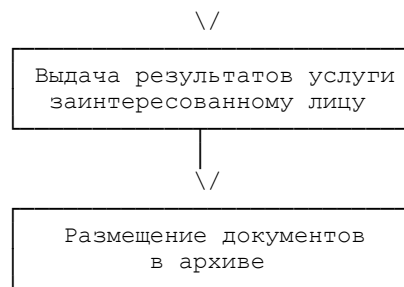 \/
Выдача результатов услуги
заинтересованному лицу
\/
Размещение документов
в архиве